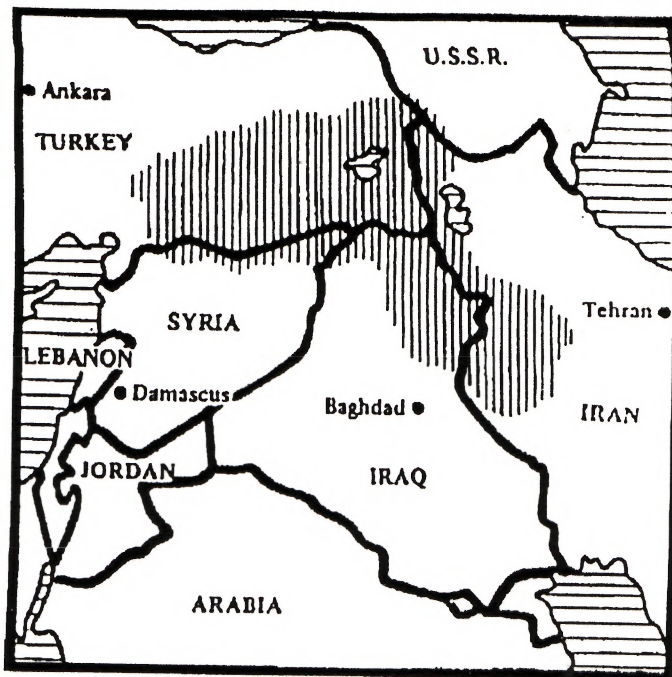 U.S.S.R.
Ankara
TURKEY
Tehran
SYRIA
LEBANON
Damascus
Baghdad
IRAN
JORDAN
IRAQ
ARABIA